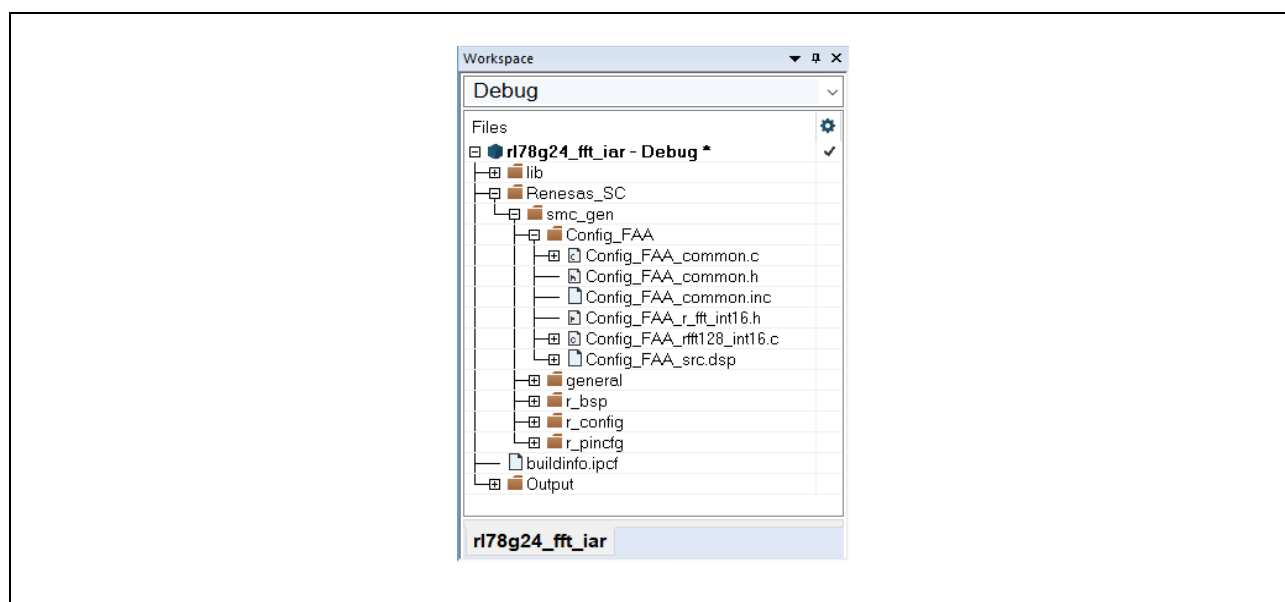 Workspace
Debug
Files
rl78g24_fft_iar - Debug *
lib
Renesas_SC
smc_gen
Config_FAA
Config_FAA_common.c
Config_FAA_common.h
Config_FAA_common.inc
Config_FAA_r_fft_int16.h
Config_FAA_rfft128_int16.c
Config_FAA_src.dsp
general
r_bsp
r_config
r_pincfg
buildinfo.ipcf
Output
rl78g24_fft_iar